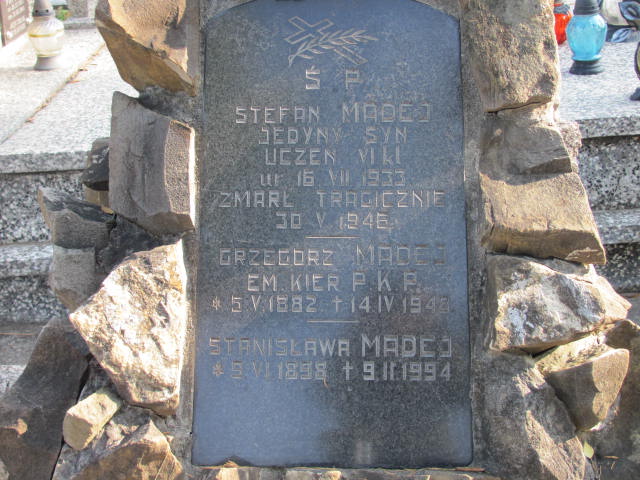 Ś P
STEFAN MADEJ
JEDYNY SYN
UCZEŃ VI kl
ur 16 VII 1933
ZMARŁ TRAGICZNIE
30 V 1946
GRZEGORZ MADEJ
EM. KIER P.K.P.
* 5.V.1882 † 14.IV 1948
STANISŁAWA MADEJ
* 9.VI.1898 † 9.II.1994